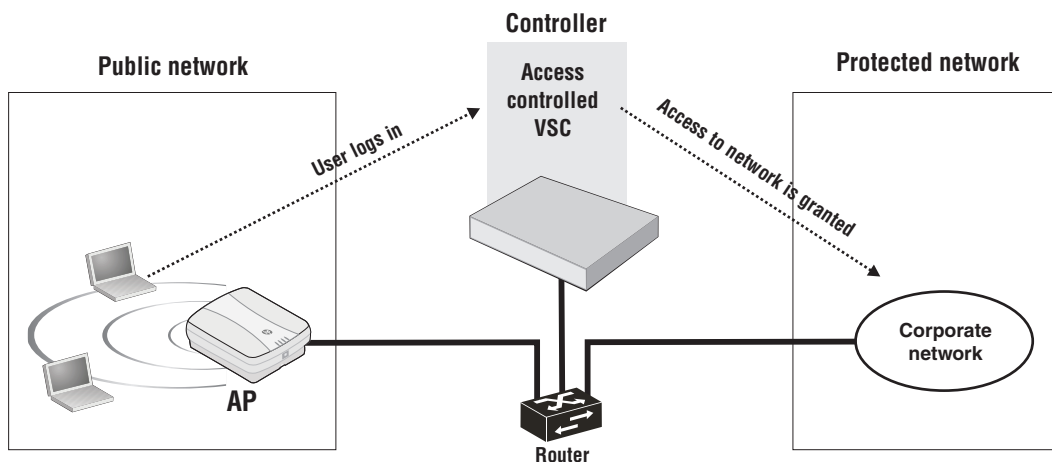 Controller
Public network
Protected network
Access
controlled
VSC
User logs in
Access to network is granted
Corporate
network
AP
Router